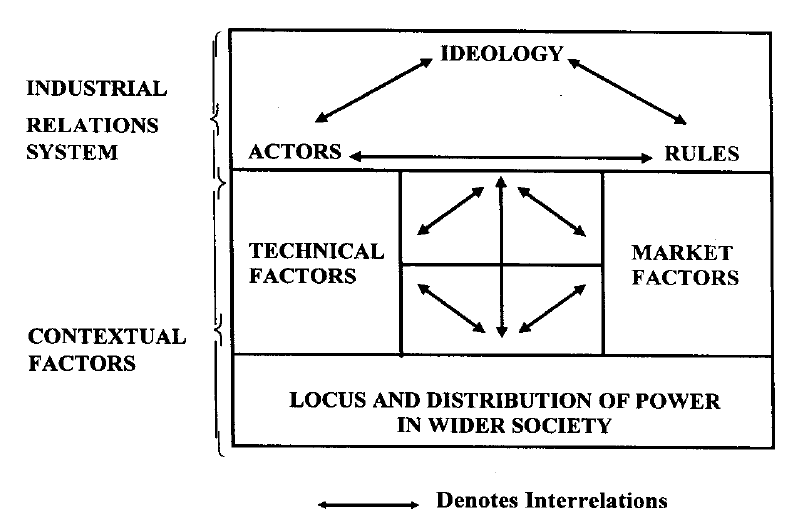 IDEOLOGY
INDUSTRIAL
RELATIONS
SYSTEM
ACTORS
RULES
TECHNICAL
FACTORS
MARKET
FACTORS
CONTEXTUAL
FACTORS
LOCUS AND DISTRIBUTION OF POWER
IN WIDER SOCIETY
Denotes Interrelations